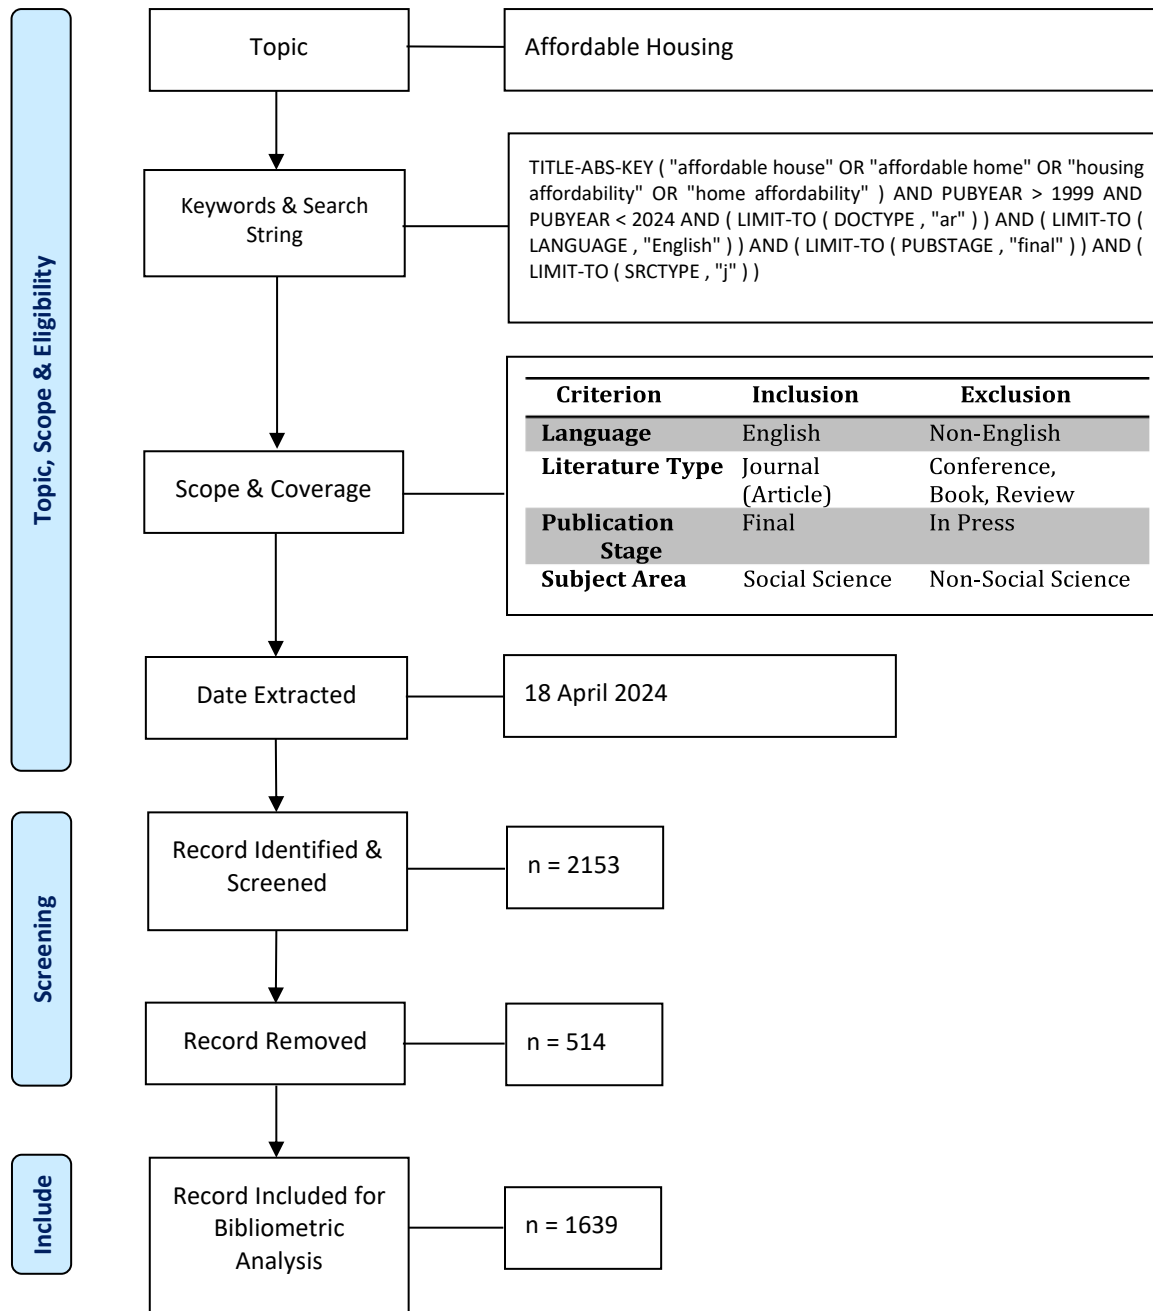 Topic, Scope & Eligibility
Topic
Affordable Housing
Keywords & Search
String
TITLE-ABS-KEY ( "affordable house" OR "affordable home" OR "housing
affordability" OR "home affordability" ) AND PUBYEAR > 1999 AND
PUBYEAR < 2024 AND ( LIMIT-TO ( DOCTYPE , "ar" ) ) AND ( LIMIT-TO (
LANGUAGE , "English" ) ) AND ( LIMIT-TO ( PUBSTAGE , "final" ) ) AND (
LIMIT-TO ( SRCTYPE , "j" ) )
Scope & Coverage
Criterion Inclusion Exclusion
Language English Non-English
Literature Type Journal Conference,
(Article) Book, Review
Publication Final In Press
Stage
Subject Area Social Science Non-Social Science
Date Extracted
18 April 2024
Screening
Record Identified &
Screened
n = 2153
Record Removed
n = 514
Include
Record Included for
Bibliometric
Analysis
n = 1639